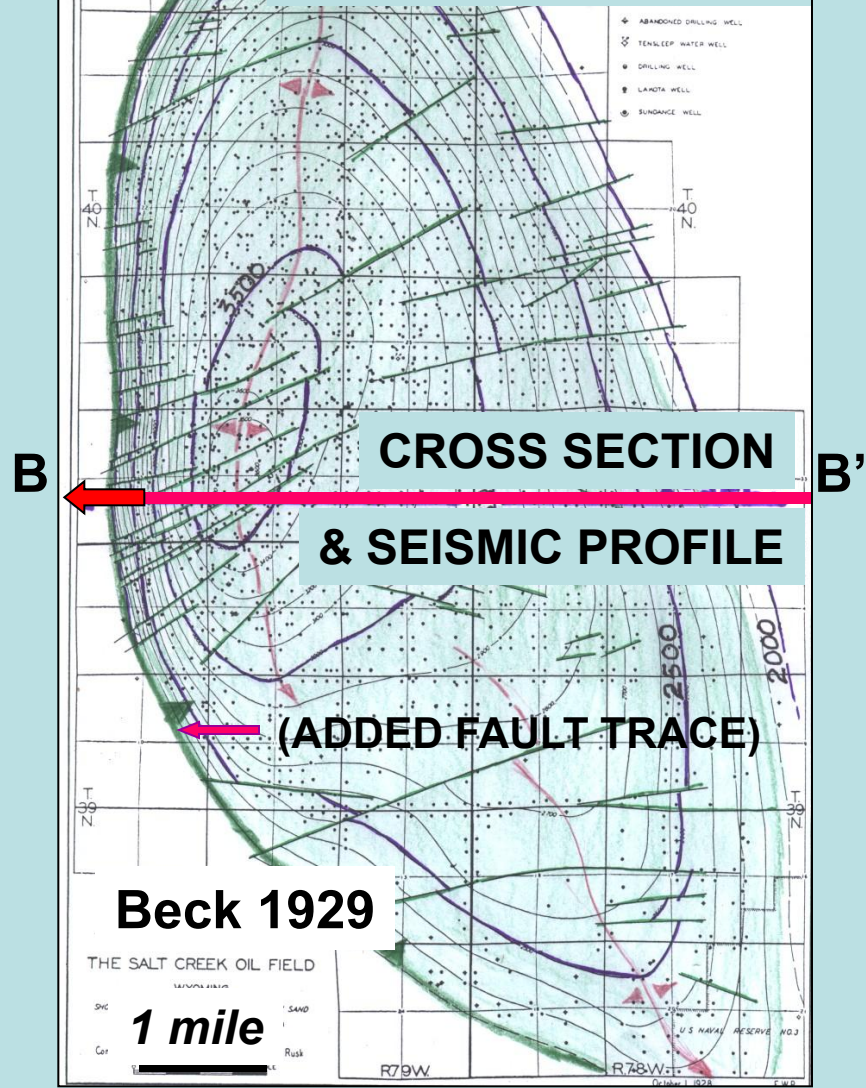 ABANDONED DRILLING WELL
TENSLEEP WATER WELL
DRILLING WELL
LAKOTA WELL
SUNDANCE WELL
T.
40
N.
T
40
N.
3500
B
CROSS SECTION
B’
& SEISMIC PROFILE
2500
2000
(ADDED FAULT TRACE)
T.
39
N.
T.
39
N.
Beck 1929
THE SALT CREEK OIL FIELD
WYOMING
SAND
1 mile
Rusk
U S NAVAL RESERVE NO.3
R79W.
R.78W.
October 1, 1928